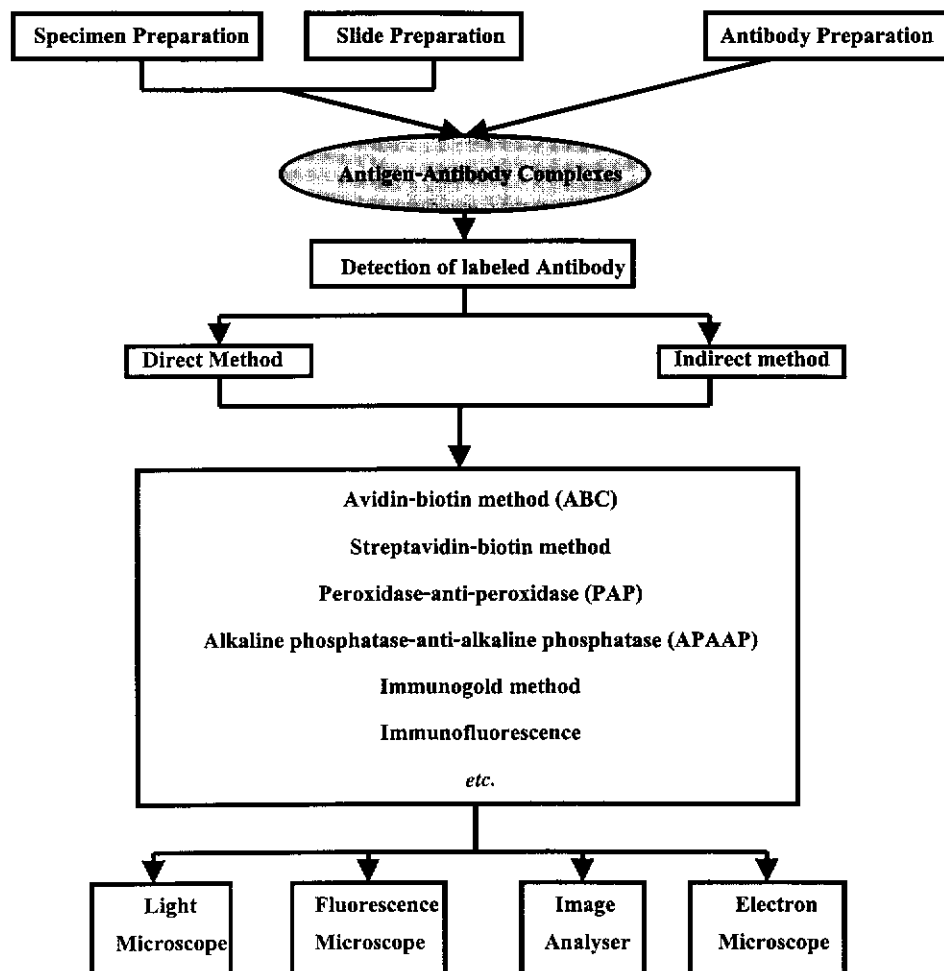 Specimen Preparation
Slide Preparation
Antibody Preparation
Antigen-Antibody Complexes
Detection of labeled Antibody
Direct Method
Indirect method
Avidin-biotin method (ABC)
Streptavidin-biotin method
Peroxidase-anti-peroxidase (PAP)
Alkaline phosphatase-anti-alkaline phosphatase (APAAP)
Immunogold method
Immunofluorescence
etc.
Light
Microscope
Fluorescence
Microscope
Image
Analyser
Electron
Microscope